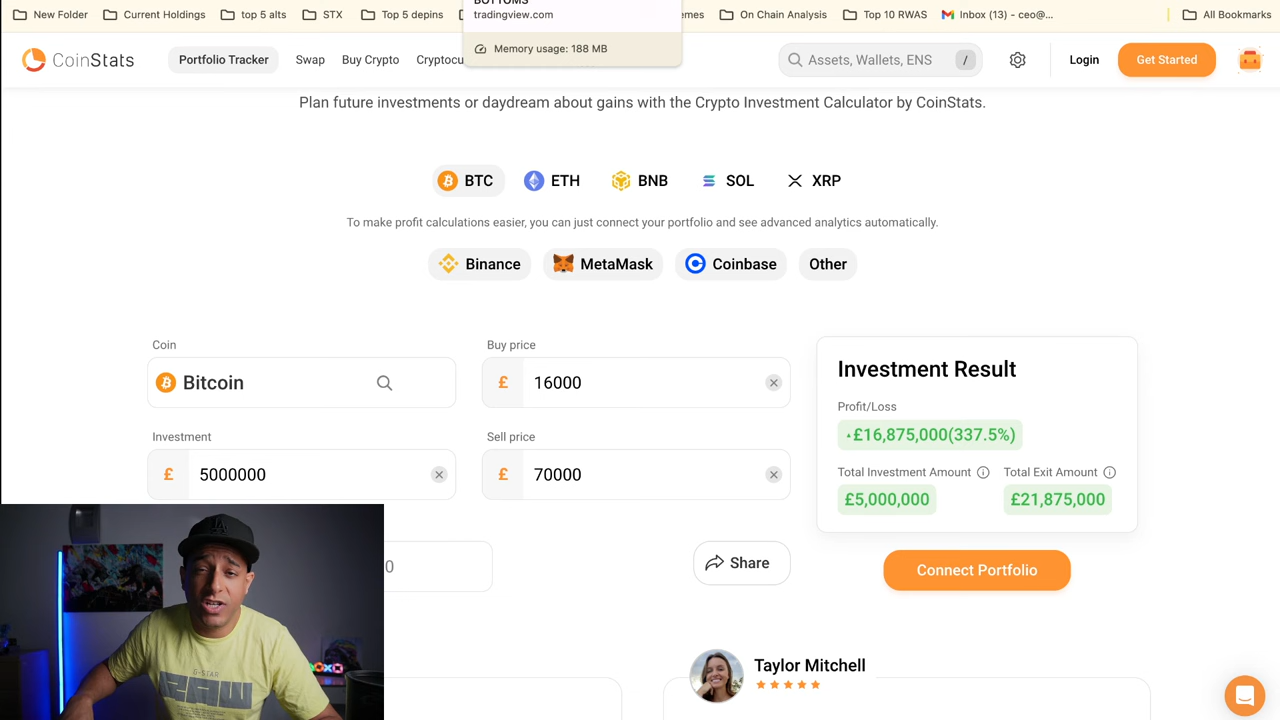 New Folder Current Holdings top 5 alts STX Top 5 depins emes On Chain Analysis Top 10 RWAS Inbox (13) - ceo@... All Bookmarks
BOTTOMS
tradingview.com
Memory usage: 188 MB
CoinStats Portfolio Tracker Swap Buy Crypto Cryptocu Assets, Wallets, ENS / Login Get Started
Plan future investments or daydream about gains with the Crypto Investment Calculator by CoinStats.
BTC ETH BNB SOL XRP
To make profit calculations easier, you can just connect your portfolio and see advanced analytics automatically.
Binance MetaMask Coinbase Other
Coin Buy price
Bitcoin £ 16000
Investment Sell price
£ 5000000 £ 70000
Investment Result
Profit/Loss
£16,875,000(337.5%)
Total Investment Amount Total Exit Amount
£5,000,000 £21,875,000
0 Share Connect Portfolio
Taylor Mitchell
G-STAR
RAW